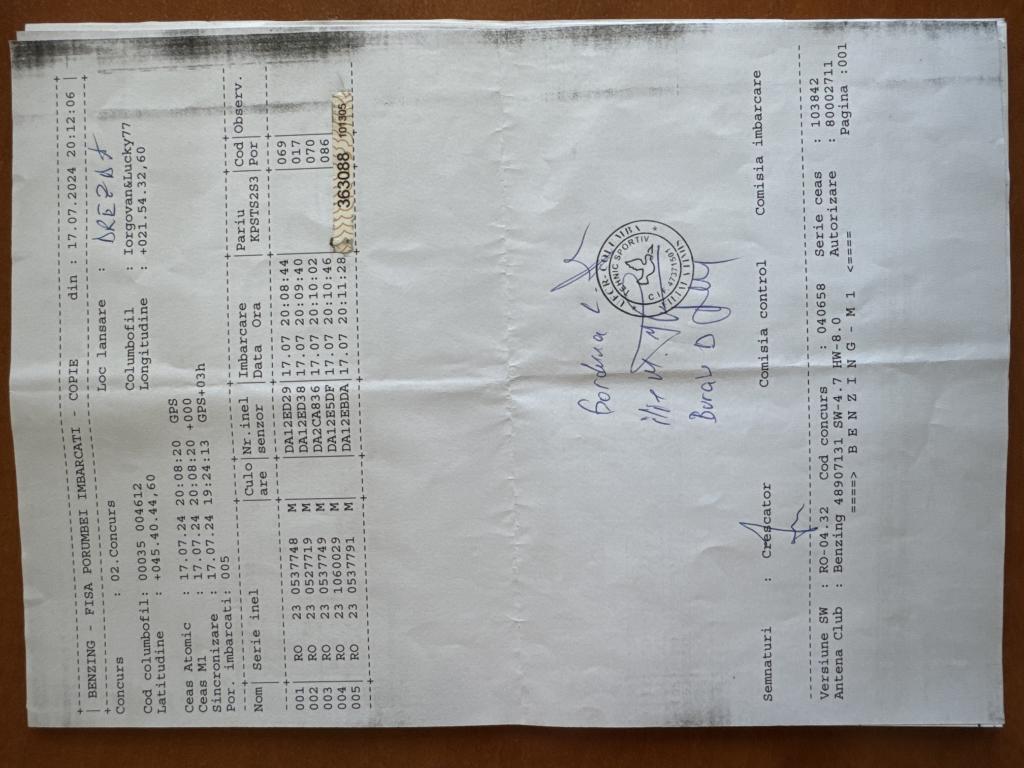 +-----------------------------------------------------------------------+
| BENZING - FISA PORUMBEI IMBARCATI - COPIE din : 17.07.2024 20:12:06 |
+-----------------------------------------------------------------------+
Concurs : 02.Concurs Loc lansare : DREZDA
Cod columbofil: 00035 004612 Columbofil : Iorgovan&Lucky77
Latitudine : +045.40.44,60 Longitudine : +021.54.32,60
Ceas Atomic : 17.07.24 20:08:20 GPS
Ceas M1 : 17.07.24 20:08:20 +000
Sincronizare : 17.07.24 19:24:13 GPS+03h
Por. imbarcati: 005
Nom | Serie inel |Culo|Nr.inel |Imbarcare |Pariu |Cod|Observ.
are |senzor |Data Ora | KPSTS2S3 |Por|
001 | RO 23 0537748 M |DA12ED29|17.07 20:08:44| |069
002 | RO 23 0527719 M |DA12ED38|17.07 20:09:40| |017
003 | RO 23 0537749 M |DA2CA836|17.07 20:10:02| |070
004 | RO 23 1060029 M |DA12E5DF|17.07 20:10:46| |086
005 | RO 23 0537791 M |DA12EBDA|17.07 20:11:28|
363088 101305
UFCR-COLUMBA
TEHNIC SPORTIV
Semnaturi : Crescator Comisia control Comisia imbarcare
Versiune SW : RO-04.32 Cod concurs : 040658 Serie ceas : 103842
Antena Club : Benzing 48907131 SW-4.7 HW-8.0 Autorizare : 80002711
====> B E N Z I N G - M 1 <==== Pagina :001